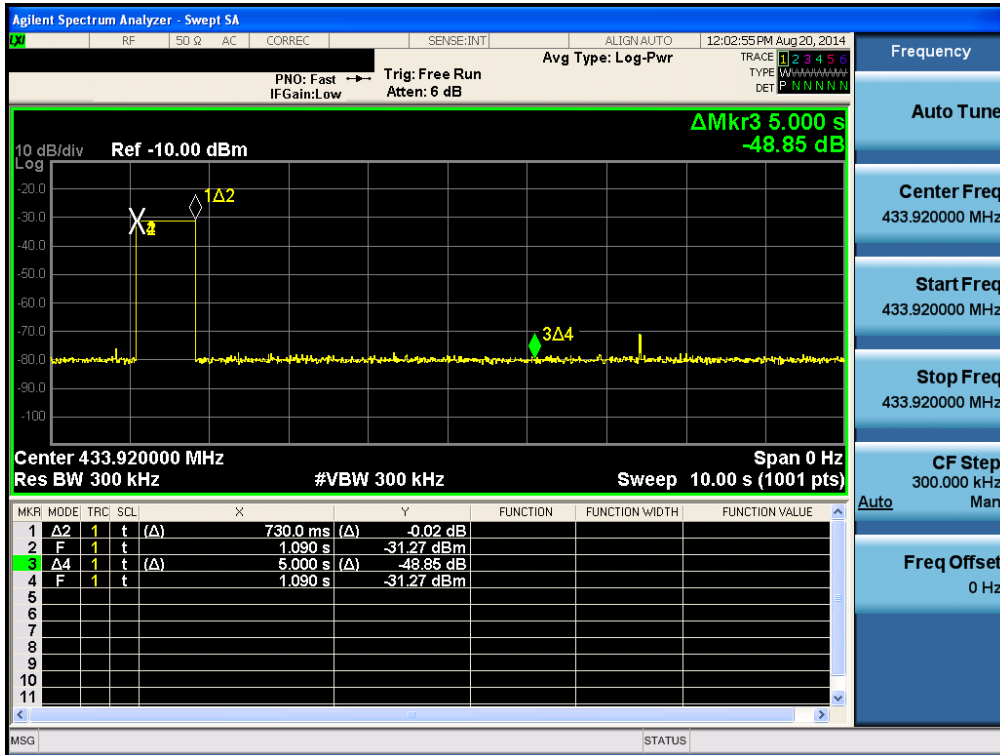 Agilent Spectrum Analyzer - Swept SA
LXI RF 50 Ω AC CORREC SENSE:INT ALIGN AUTO 12:02:55 PM Aug 20, 2014
Frequency
Avg Type: Log-Pwr
TRACE 1 2 3 4 5 6
PNO: Fast Trig: Free Run
TYPE W
IFGain:Low Atten: 6 dB
DET P N N N N N
Auto Tune
ΔMkr3 5.000 s
10 dB/div Ref -10.00 dBm -48.85 dB
Log
-20.0
-30.0
-40.0
-50.0
-60.0
-70.0
-80.0
-90.0
-100
1Δ2
3Δ4
Center 433.920000 MHz Span 0 Hz
Res BW 300 kHz #VBW 300 kHz Sweep 10.00 s (1001 pts)
Center Freq
433.920000 MHz
Start Freq
433.920000 MHz
Stop Freq
433.920000 MHz
CF Step
300.000 kHz
Auto Man
Freq Offset
0 Hz
MKR MODE TRC SCL X Y FUNCTION FUNCTION WIDTH FUNCTION VALUE
1 Δ2 1 t (Δ) 730.0 ms (Δ) -0.02 dB
2 F 1 t 1.090 s -31.27 dBm
3 Δ4 1 t (Δ) 5.000 s (Δ) -48.85 dB
4 F 1 t 1.090 s -31.27 dBm
5
6
7
8
9
10
11
MSG STATUS